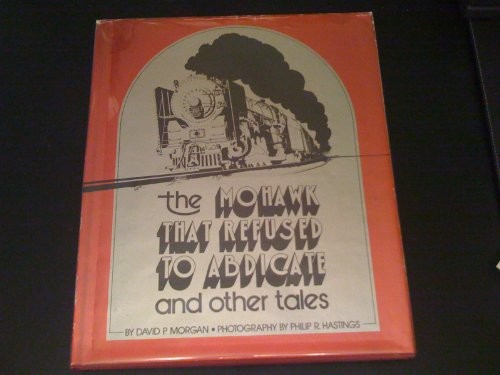 the MOHAWK
THAT REFUSED
TO ABDICATE
and other tales
BY DAVID P. MORGAN • PHOTOGRAPHY BY PHILIP R. HASTINGS